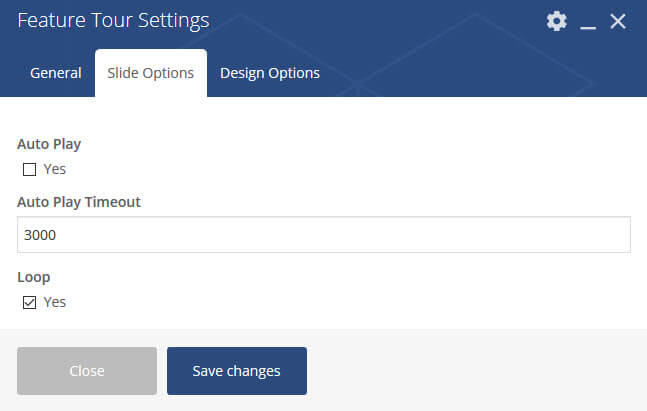 Feature Tour Settings
General Slide Options Design Options
Auto Play
Yes
Auto Play Timeout
3000
Loop
Yes
Close Save changes